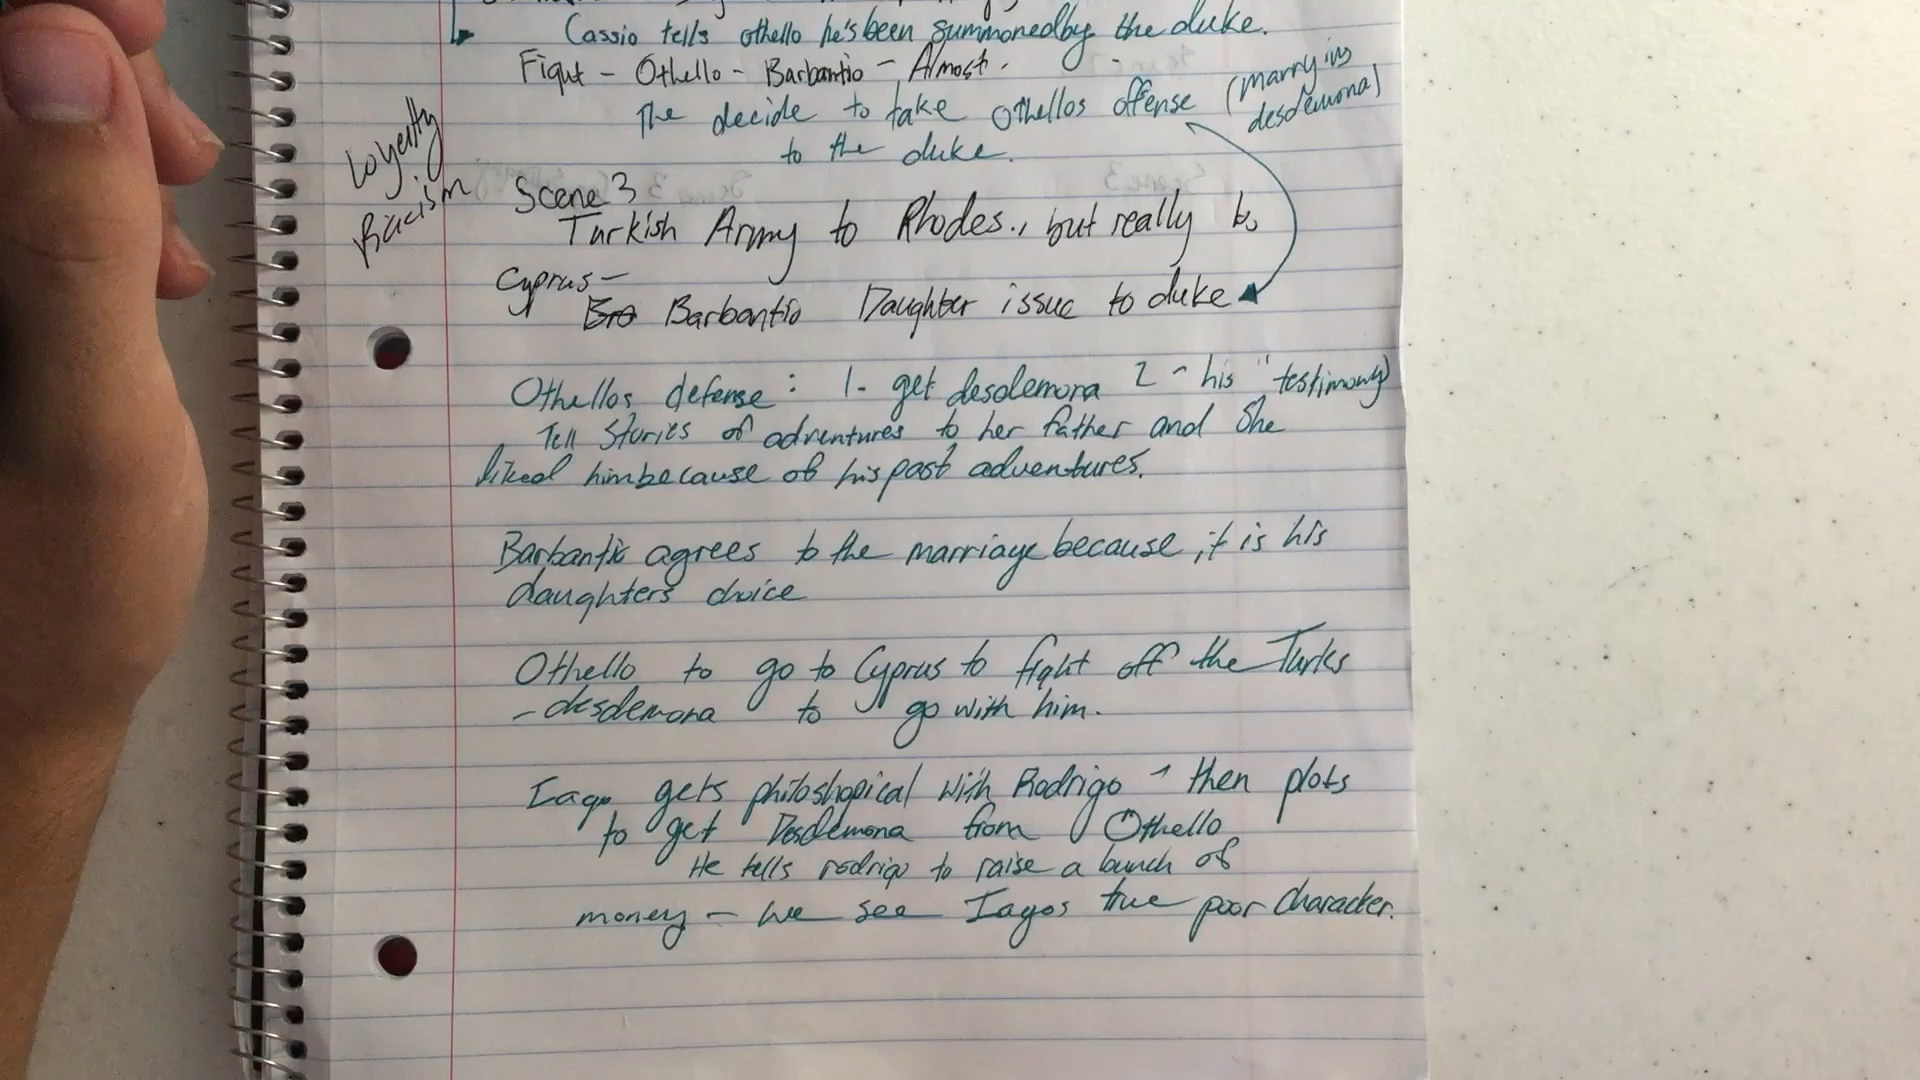 Cassio tells othello he's been summonedby the duke.
Fight - Othello - Barbantio - Almost.
The decide to take Othellos offense (marrying
desdemona)
to the duke.
Loyalty
Racism
Scene 3
Turkish Army to Rhodes., but really to
Cyprus-
Bro Barbantio Daughter issue to duke
Othellos defense : 1- get desdemona 2 - his "testimony)
Tell Stories of adventures to her father and She
liked himbecause of his past adventures.
Barbantio agrees to the marriage because it is his
daughters choice
Othello to go to Cyprus to fight off the Turks
- desdemona to go with him.
Iago gets philoshopical with Rodrigo - then plots
to get Desdemona from Othello
He tells rodrigo to raise a bunch of
money - we see Iagos true poor character.